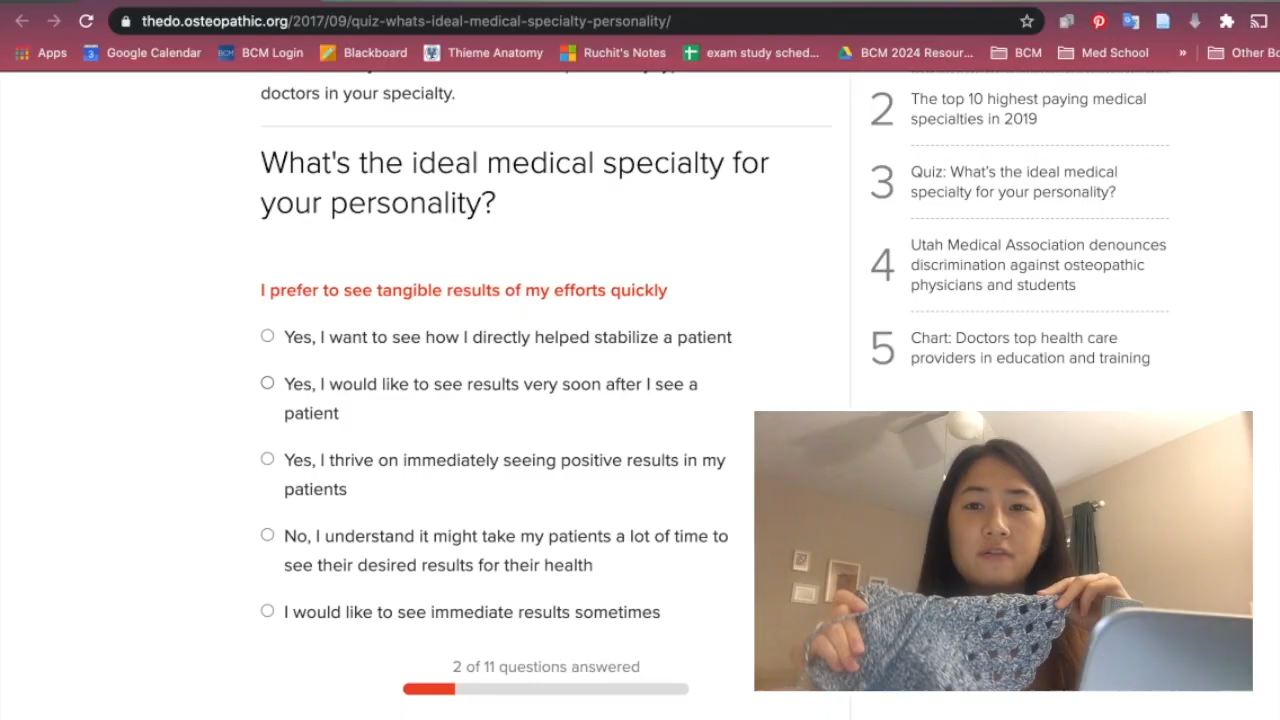 thedo.osteopathic.org/2017/09/quiz-whats-ideal-medical-specialty-personality/
Apps
3 Google Calendar
BCM BCM Login
Blackboard
Thieme Anatomy
Ruchit's Notes
exam study sched...
BCM 2024 Resour...
BCM
Med School
»
Other Bo
doctors in your specialty.
What's the ideal medical specialty for
your personality?
I prefer to see tangible results of my efforts quickly
Yes, I want to see how I directly helped stabilize a patient
Yes, I would like to see results very soon after I see a
patient
Yes, I thrive on immediately seeing positive results in my
patients
No, I understand it might take my patients a lot of time to
see their desired results for their health
I would like to see immediate results sometimes
2 of 11 questions answered
2
The top 10 highest paying medical
specialties in 2019
3
Quiz: What's the ideal medical
specialty for your personality?
4
Utah Medical Association denounces
discrimination against osteopathic
physicians and students
5
Chart: Doctors top health care
providers in education and training